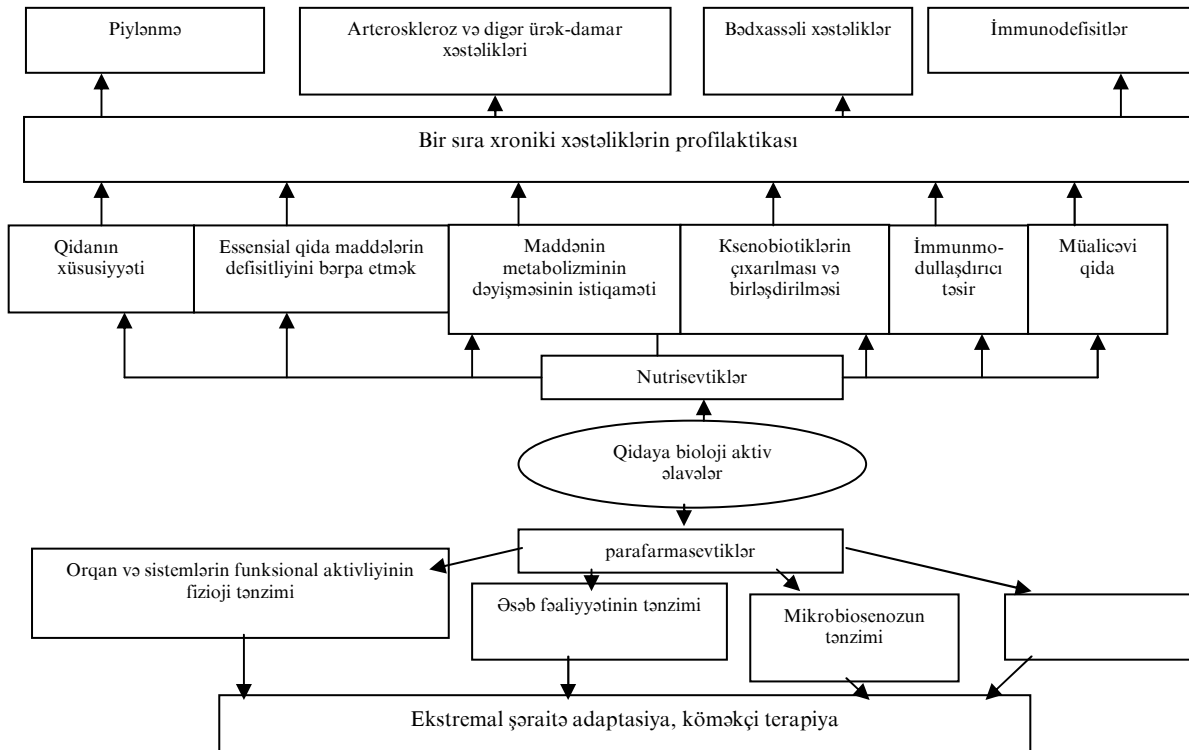 Piylənmə
Arteroskleroz və digər ürək-damar
xəstəlikləri
Bədxassəli xəstəliklər
İmmunodefisitlər
Bir sıra xroniki xəstəliklərin profilaktikası
Qidanın
xüsusiyyəti
Essensial qida maddələrin
defisitliyini bərpa etmək
Maddənin
metabolizminin
dəyişməsinin istiqaməti
Ksenobiotiklərin
çıxarılması və
birləşdirilməsi
İmmunmo-
dullaşdırıcı
təsir
Müalicəvi
qida
Nutrisevtiklər
Qidaya bioloji aktiv
əlavələr
parafarmasevtiklər
Orqan və sistemlərin funksional aktivliyinin
fizioji tənzimi
Əsəb fəaliyyətinin tənzimi
Mikrobiosenozun
tənzimi
Ekstremal şəraitə adaptasiya, köməkçi terapiya